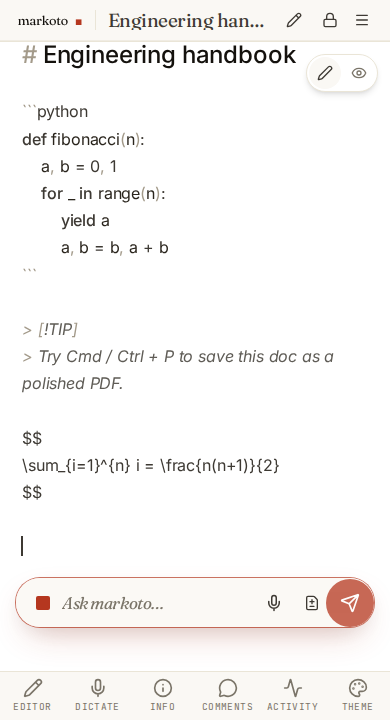 markoto
Engineering han...
# Engineering handbook
```python
def fibonacci(n):
    a, b = 0, 1
    for _ in range(n):
        yield a
        a, b = b, a + b
```
> [!TIP]
> Try Cmd / Ctrl + P to save this doc as a
polished PDF.
$$
\sum_{i=1}^{n} i = \frac{n(n+1)}{2}
$$
Ask markoto...
EDITOR DICTATE INFO COMMENTS ACTIVITY THEME